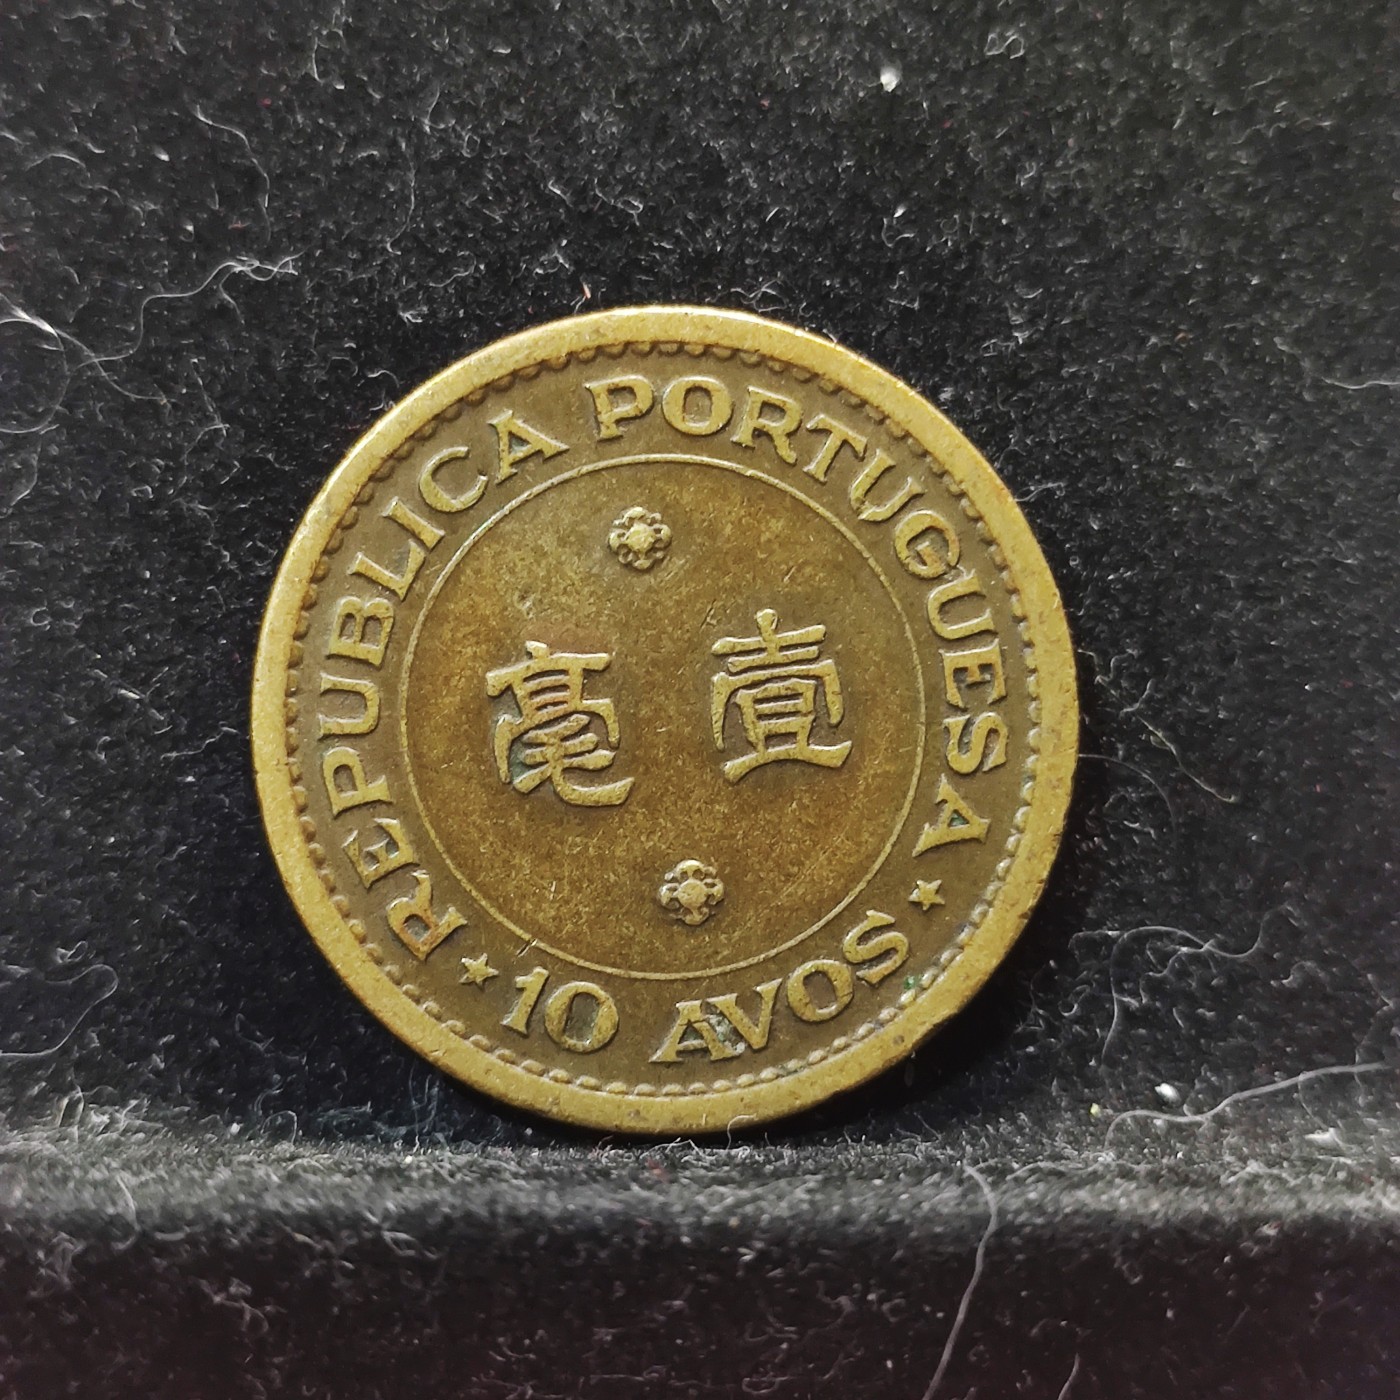 REPUBLICA PORTUGUESA
壹毫
★ 10 AVOS ★